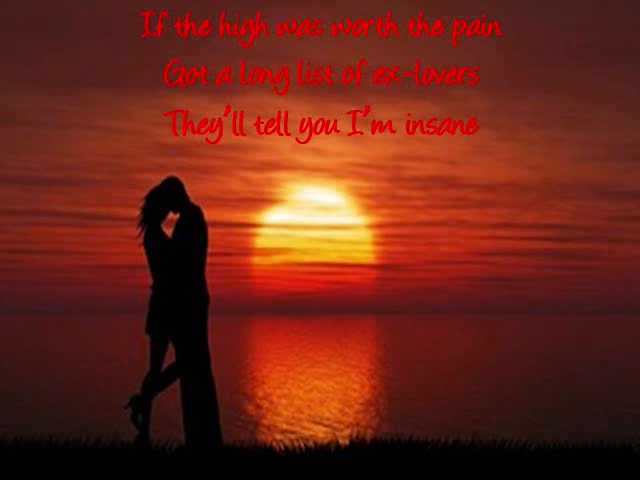 If the high was worth the pain
Got a long list of ex-lovers
They'll tell you I'm insane